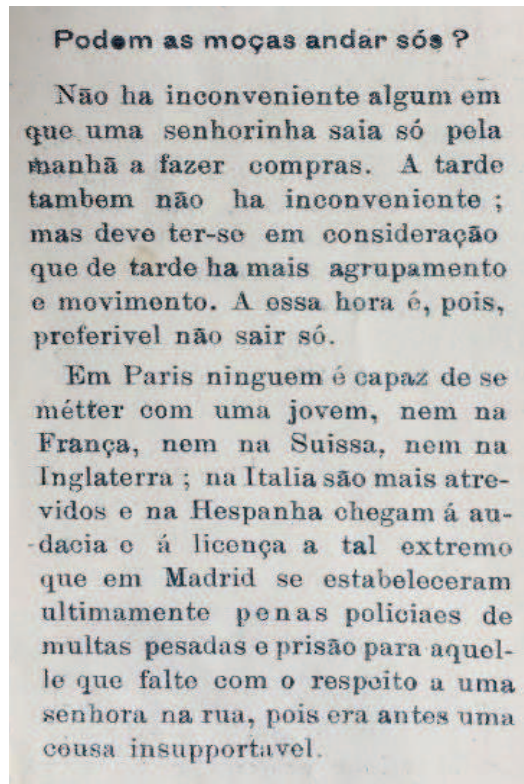 Podem as moças andar sós ?
Não ha inconveniente algum em
que uma senhorinha saia só pela
manhã a fazer compras. A tarde
tambem não ha inconveniente ;
mas deve ter-se em consideração
que de tarde ha mais agrupamento
e movimento. A essa hora é, pois,
preferivel não sair só.
Em Paris ninguem é capaz de se
métter com uma jovem, nem na
França, nem na Suissa, nem na
Inglaterra ; na Italia são mais atre-
vidos e na Hespanha chegam á au-
dacia e á licença a tal extremo
que em Madrid se estabeleceram
ultimamente penas policiaes de
multas pesadas e prisão para aquel-
le que falte com o respeito a uma
senhora na rua, pois era antes uma
cousa insupportavel.